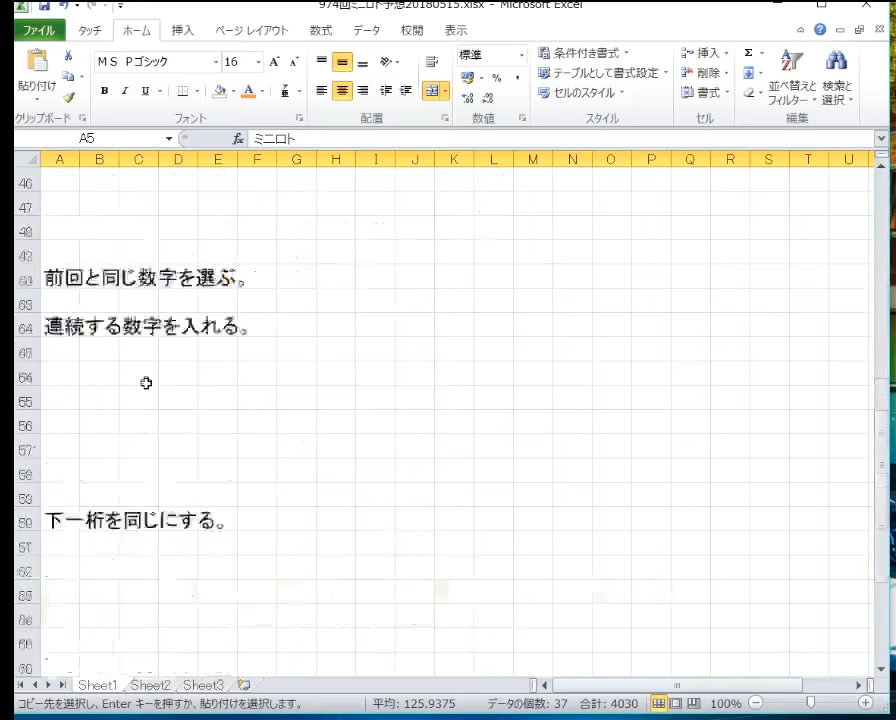 974回ミニロト予想20180515.xlsx - Microsoft Excel
ファイル タッチ ホーム 挿入 ページ レイアウト 数式 データ 校閲 表示
貼り付け
ＭＳ Ｐゴシック 16
B I U
標準
条件付き書式
テーブルとして書式設定
セルのスタイル
挿入
削除
書式
並べ替えと フィルター
検索と 選択
クリップボード フォント 配置 数値 スタイル セル 編集
A5 fx ミニロト
A B C D E F G H I J K L M N O P Q R S T U
46
47
前回と同じ数字を選ぶ。
連続する数字を入れる。
64
55
56
57
下一桁を同じにする。
Sheet1 Sheet2 Sheet3
コピー先を選択し、Enter キーを押すか、貼り付けを選択します。 平均: 125.9375 データの個数: 37 合計: 4030 100%